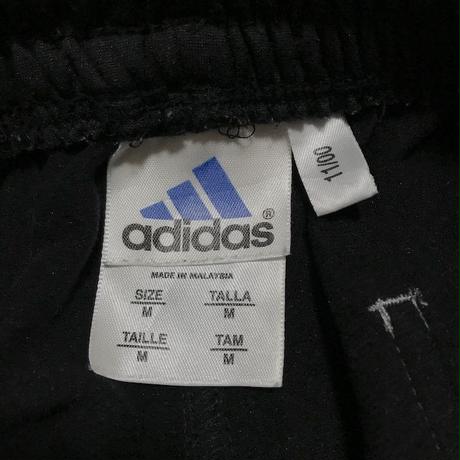 adidas®
MADE IN MALAYSIA
SIZE TALLA
M M
TAILLE TAM
M M
11/00